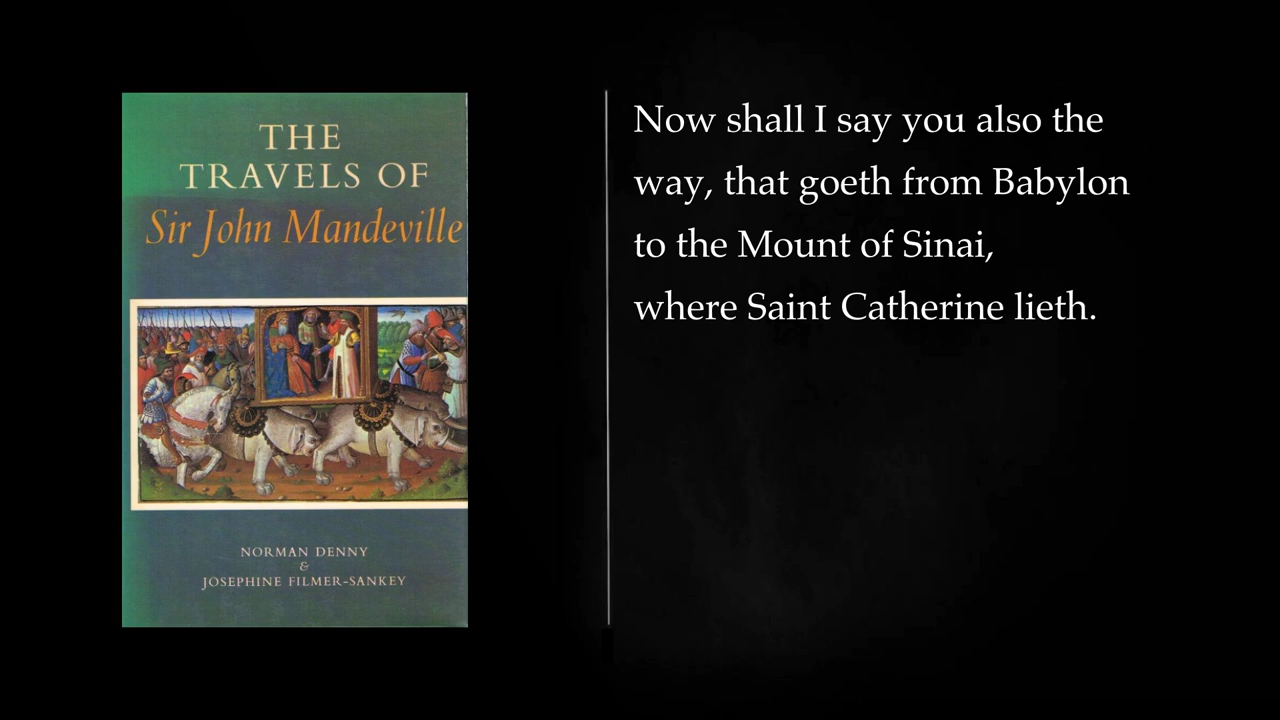 THE
TRAVELS OF
Sir John Mandeville
NORMAN DENNY
&
JOSEPHINE FILMER-SANKEY
Now shall I say you also the
way, that goeth from Babylon
to the Mount of Sinai,
where Saint Catherine lieth.